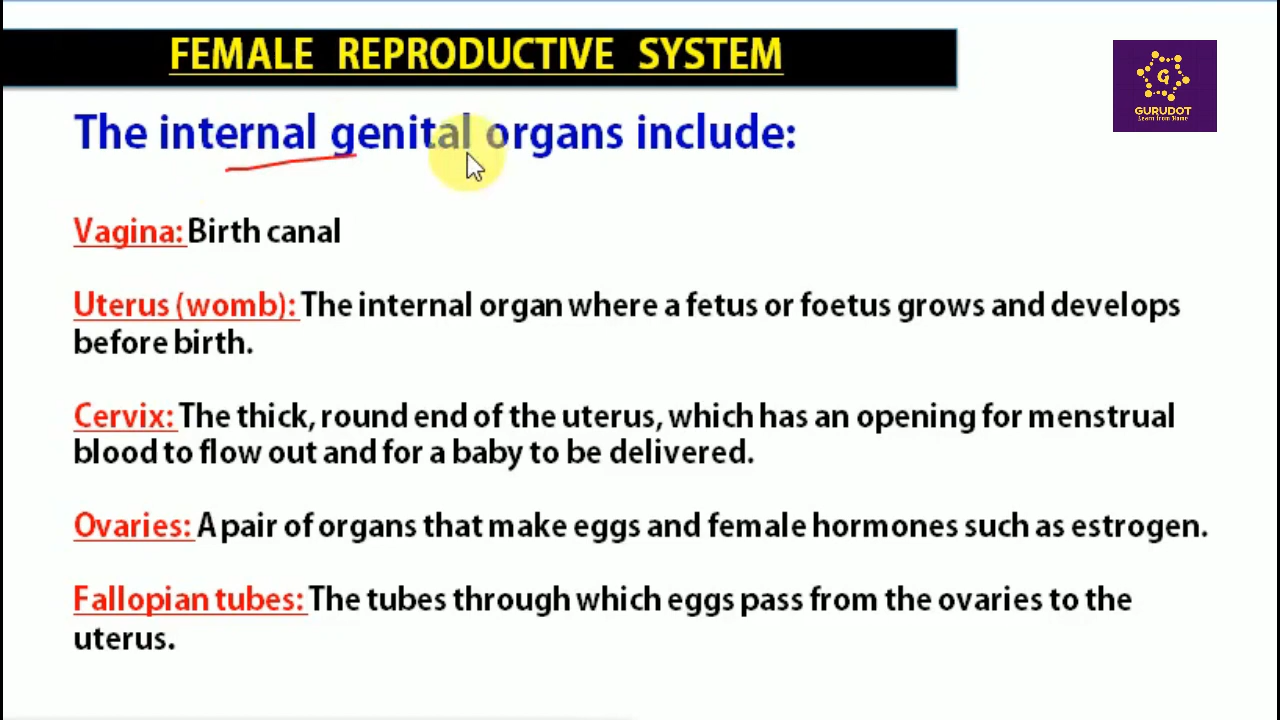 FEMALE REPRODUCTIVE SYSTEM
G
GURUDOT
Learn from Home
The internal genital organs include:
Vagina: Birth canal
Uterus (womb): The internal organ where a fetus or foetus grows and develops
before birth.
Cervix: The thick, round end of the uterus, which has an opening for menstrual
blood to flow out and for a baby to be delivered.
Ovaries: A pair of organs that make eggs and female hormones such as estrogen.
Fallopian tubes: The tubes through which eggs pass from the ovaries to the
uterus.